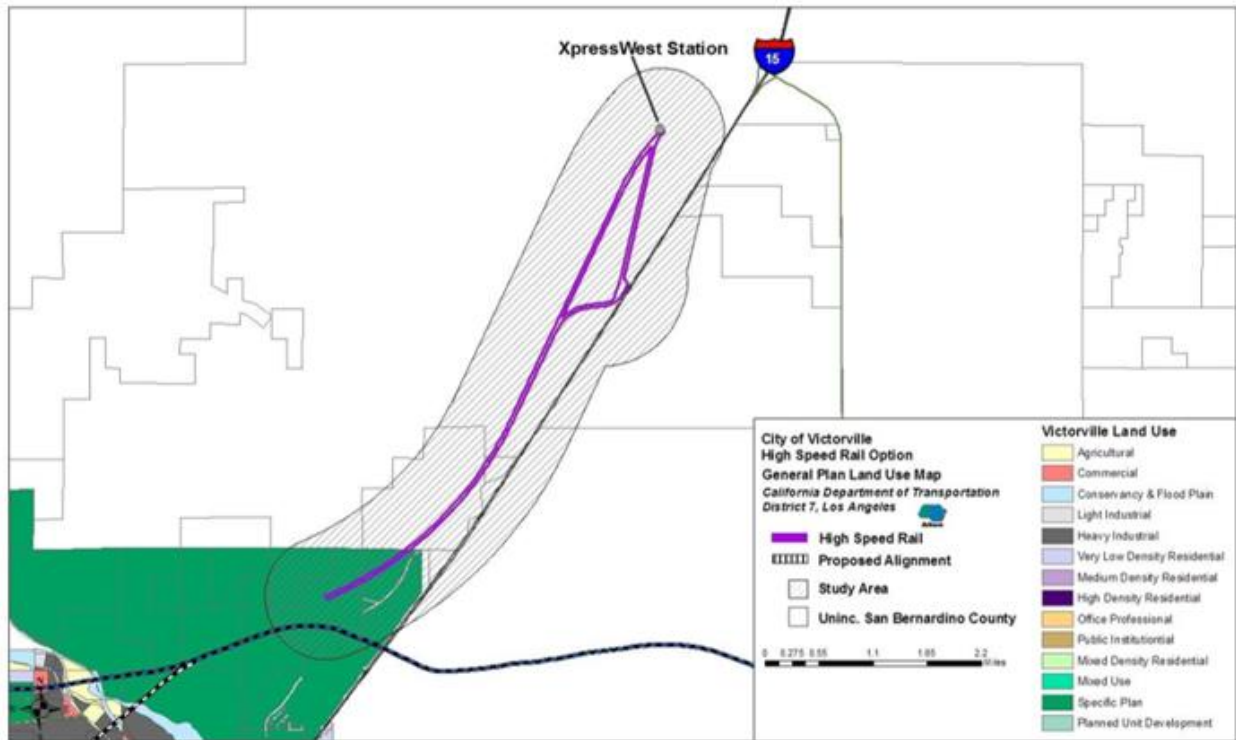 XpressWest Station
15
City of Victorville
High Speed Rail Option
General Plan Land Use Map
California Department of Transportation
District 7, Los Angeles
High Speed Rail
Proposed Alignment
Study Area
Uninc. San Bernardino County
0 0.275 0.55 1.1 1.65 2.2
Miles
Victorville Land Use
Agricultural
Commercial
Conservancy & Flood Plain
Light Industrial
Heavy Industrial
Very Low Density Residential
Medium Density Residential
High Density Residential
Office Professional
Public Institiontial
Mixed Density Residential
Mixed Use
Specific Plan
Planned Unit Development